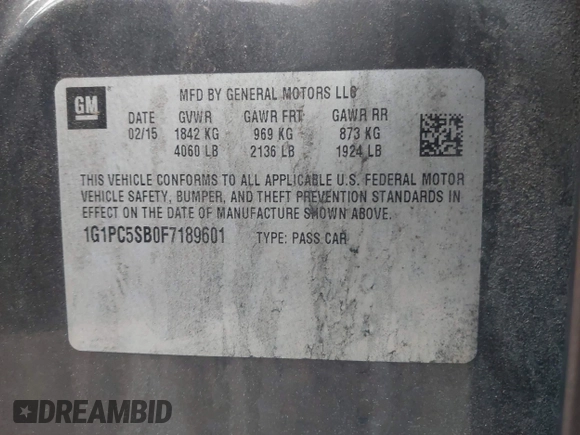 GM
MFD BY GENERAL MOTORS LLC
DATE GVWR GAWR FRT GAWR RR
02/15 1842 KG 969 KG 873 KG
4060 LB 2136 LB 1924 LB
THIS VEHICLE CONFORMS TO ALL APPLICABLE U.S. FEDERAL MOTOR
VEHICLE SAFETY, BUMPER, AND THEFT PREVENTION STANDARDS IN
EFFECT ON THE DATE OF MANUFACTURE SHOWN ABOVE.
1G1PC5SB0F7189601 TYPE: PASS CAR
DREAMBID